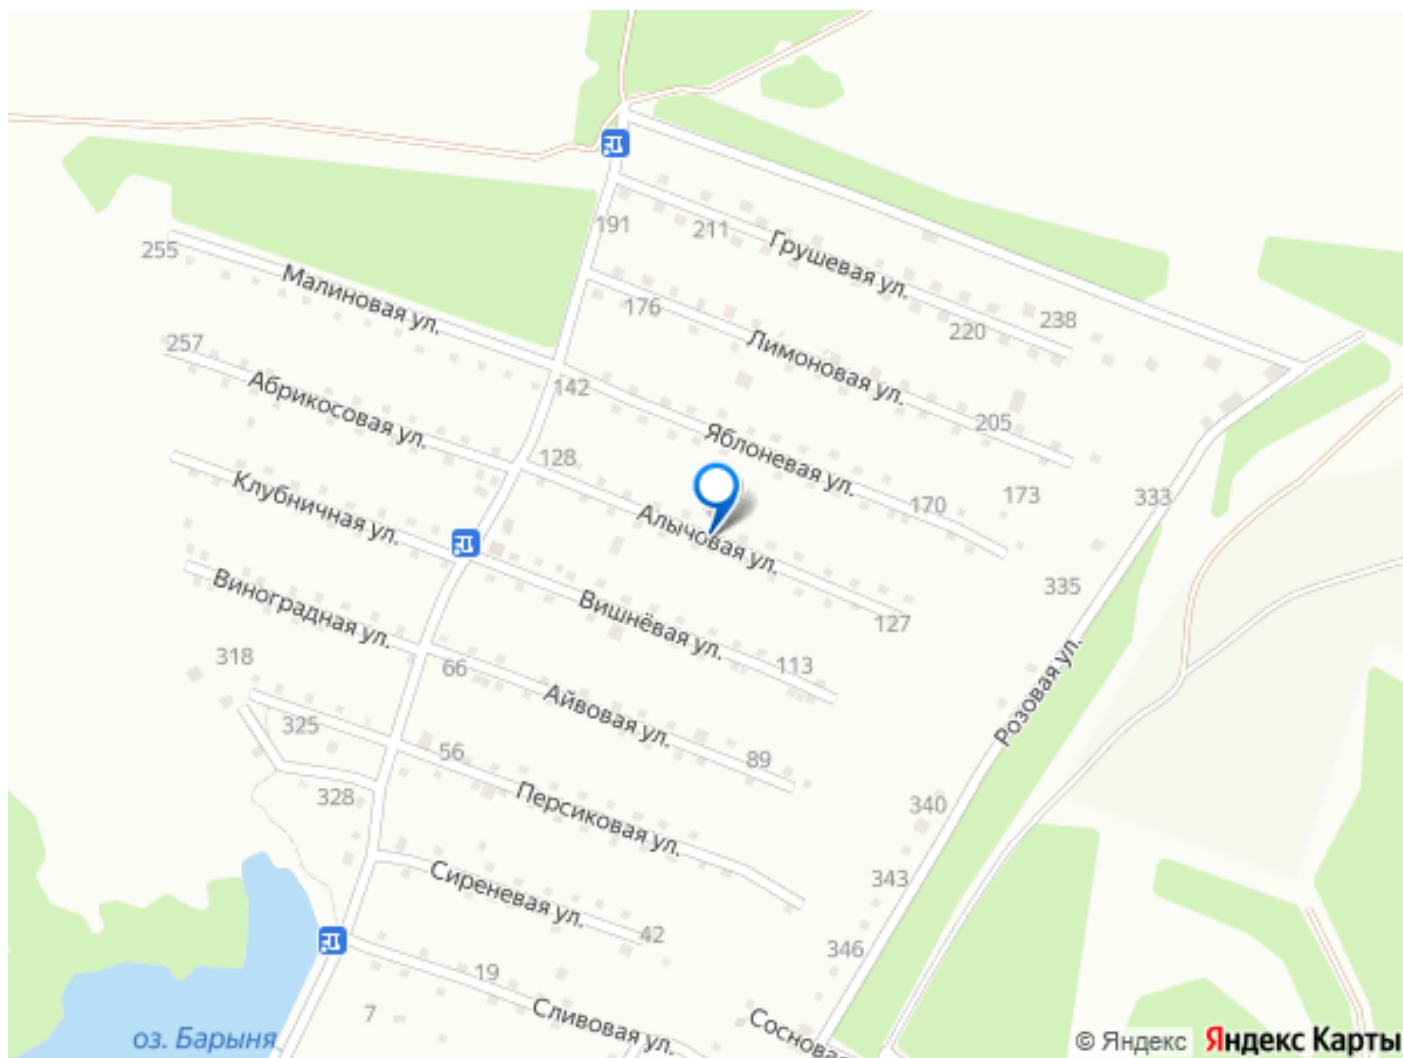 191
211
Грушевая ул.
255
Малиновая ул.
176
220
238
257
Лимоновая ул.
142
Абрикосовая ул.
205
Яблоневая ул.
128
Клубничная ул.
170
173
333
Алычовая ул.
Виноградная ул.
Вишнёвая ул.
335
127
318
66
113
Розовая ул.
Айвовая ул.
325
56
89
328
Персиковая ул.
340
Сиреневая ул.
343
42
346
19
7
Сливовая ул.
Сосновая
оз. Барыня
© Яндекс Яндекс Карты